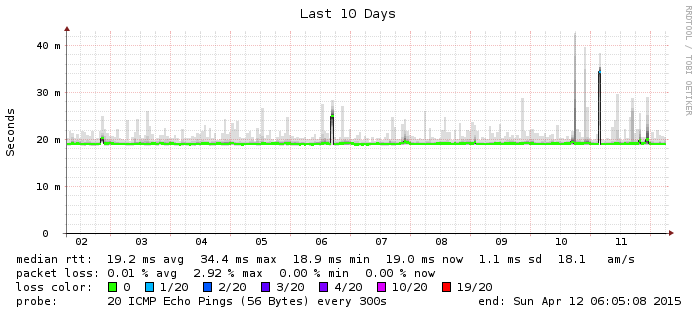 Last 10 Days
RRDTOOL / TOBI OETIKER
Seconds
40 m
30 m
20 m
10 m
0
02 03 04 05 06 07 08 09 10 11
median rtt: 19.2 ms avg 34.4 ms max 18.9 ms min 19.0 ms now 1.1 ms sd 18.1 am/s
packet loss: 0.01 % avg 2.92 % max 0.00 % min 0.00 % now
loss color: 0 1/20 2/20 3/20 4/20 10/20 19/20
probe: 20 ICMP Echo Pings (56 Bytes) every 300s end: Sun Apr 12 06:05:08 2015